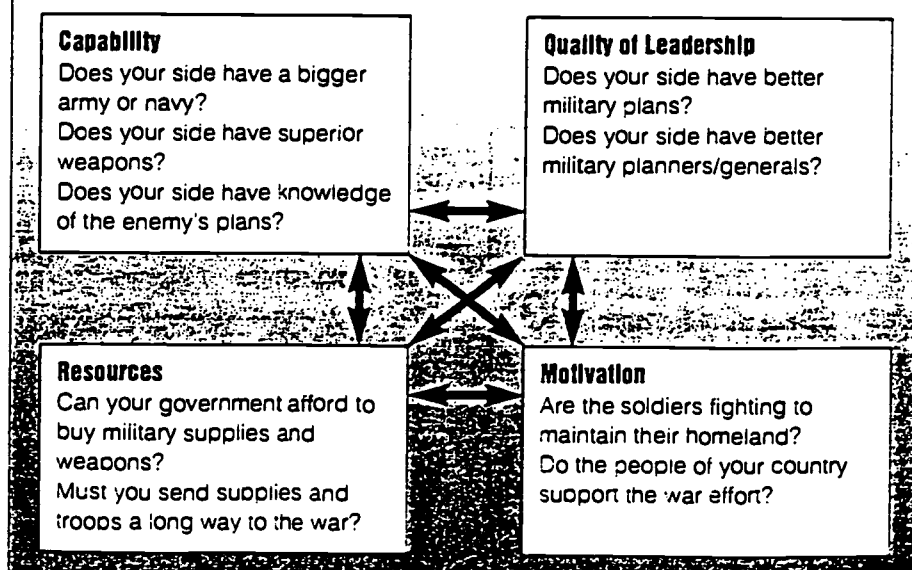 Capability
Does your side have a bigger
army or navy?
Does your side have superior
weapons?
Does your side have knowledge
of the enemy's plans?
Quality of Leadership
Does your side have better
military plans?
Does your side have better
military planners/generals?
Resources
Can your government afford to
buy military supplies and
weapons?
Must you send supplies and
troops a long way to the war?
Motivation
Are the soldiers fighting to
maintain their homeland?
Do the people of your country
support the war effort?